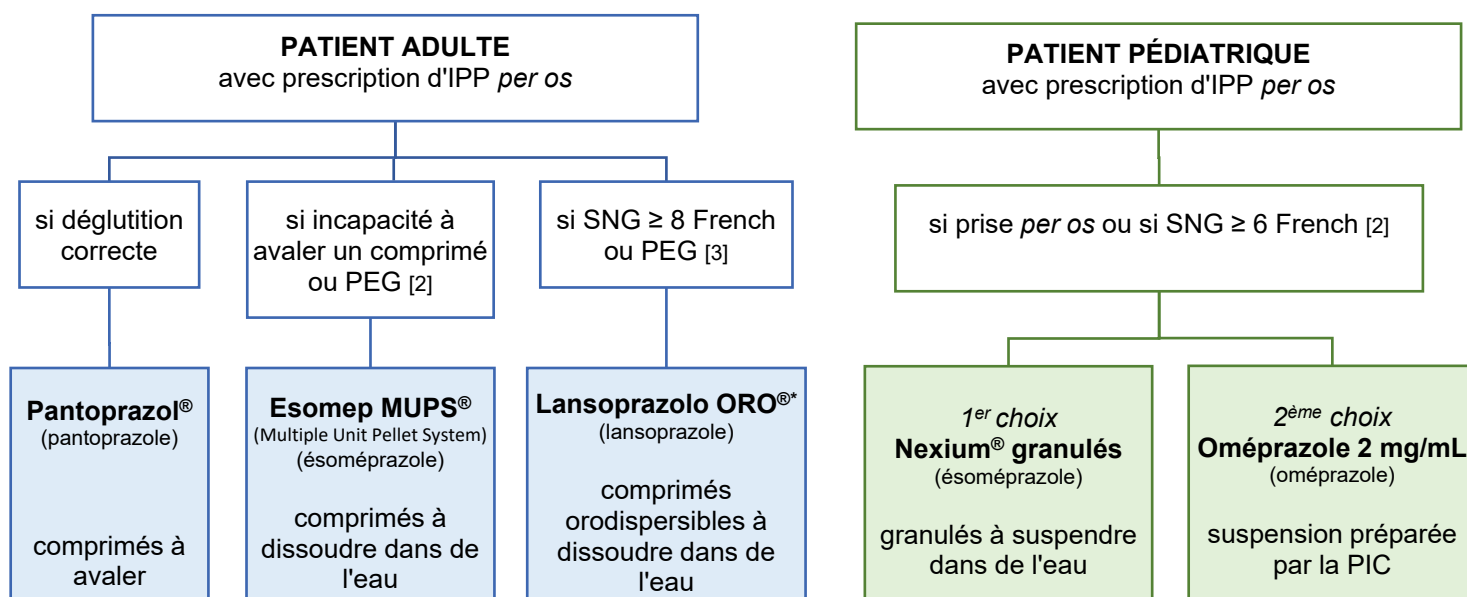 PATIENT ADULTE
avec prescription d'IPP per os
si déglutition
correcte
si incapacité à
avaler un comprimé
ou PEG [2]
si SNG ≥ 8 French
ou PEG [3]
Pantoprazol®
(pantoprazole)
comprimés à
avaler
Esomep MUPS®
(Multiple Unit Pellet System)
(ésoméprazole)
comprimés à
dissoudre dans de
l'eau
Lansoprazolo ORO®*
(lansoprazole)
comprimés
orodispersibles à
dissoudre dans de
l'eau
PATIENT PÉDIATRIQUE
avec prescription d'IPP per os
si prise per os ou si SNG ≥ 6 French [2]
1er choix
Nexium® granulés
(ésoméprazole)
granulés à suspendre
dans de l'eau
2ème choix
Oméprazole 2 mg/mL
(oméprazole)
suspension préparée
par la PIC